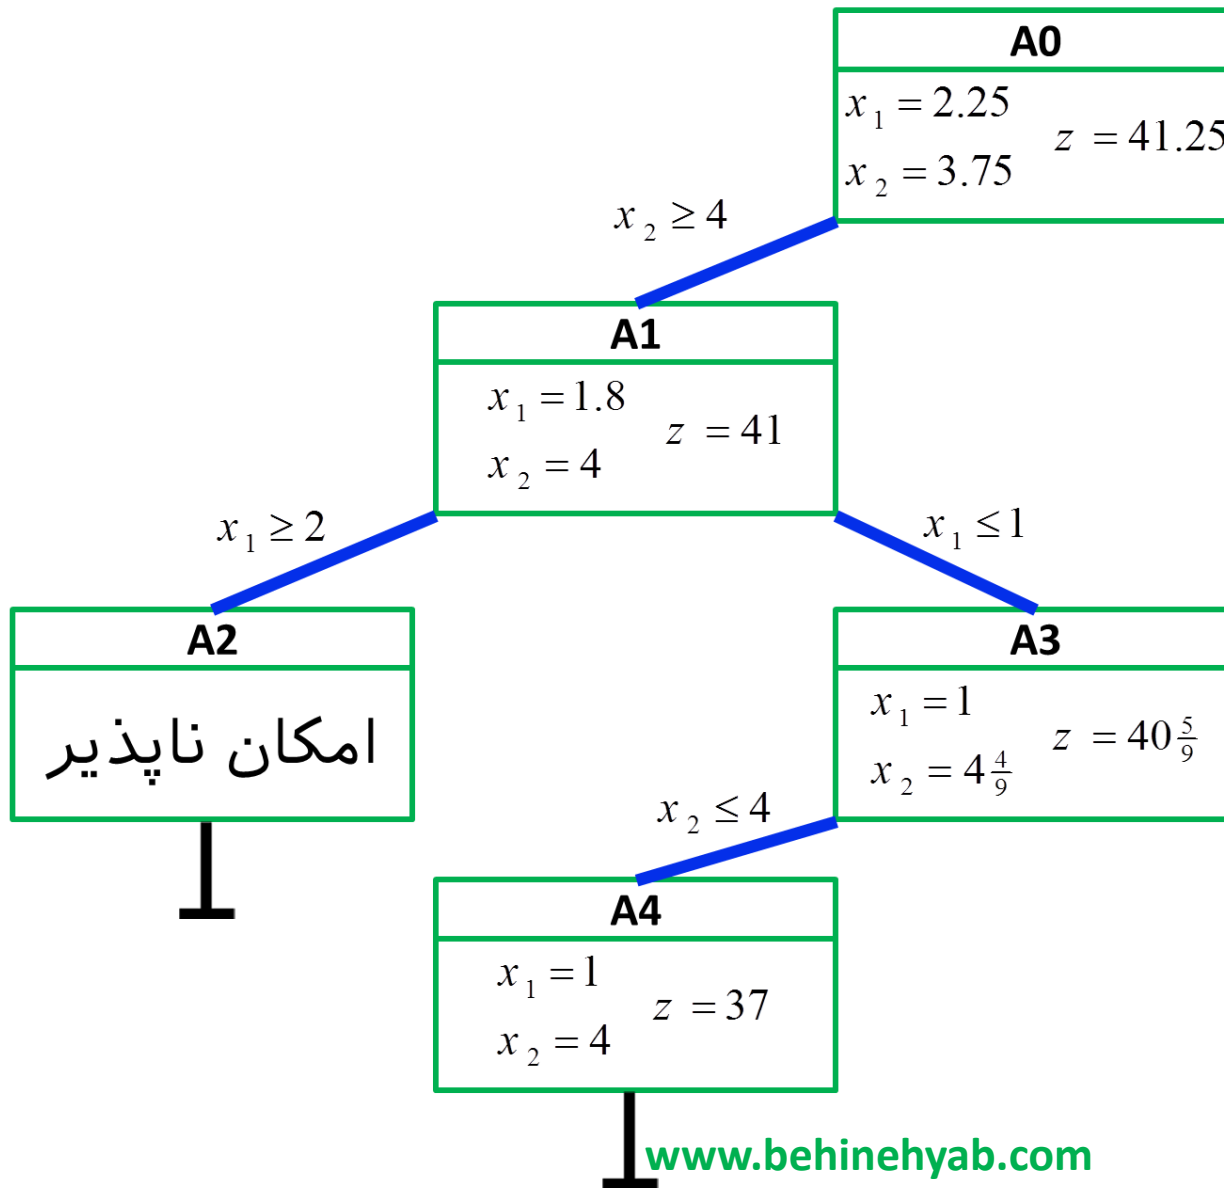 A0
x₁ = 2.25
x₂ = 3.75
z = 41.25
x₂ ≥ 4
A1
x₁ = 1.8
x₂ = 4
z = 41
x₁ ≥ 2
x₁ ≤ 1
A2
امکان ناپذیر
A3
x₁ = 1
x₂ = 4 4/9
z = 40 5/9
x₂ ≤ 4
A4
x₁ = 1
x₂ = 4
z = 37
www.behinehyab.com